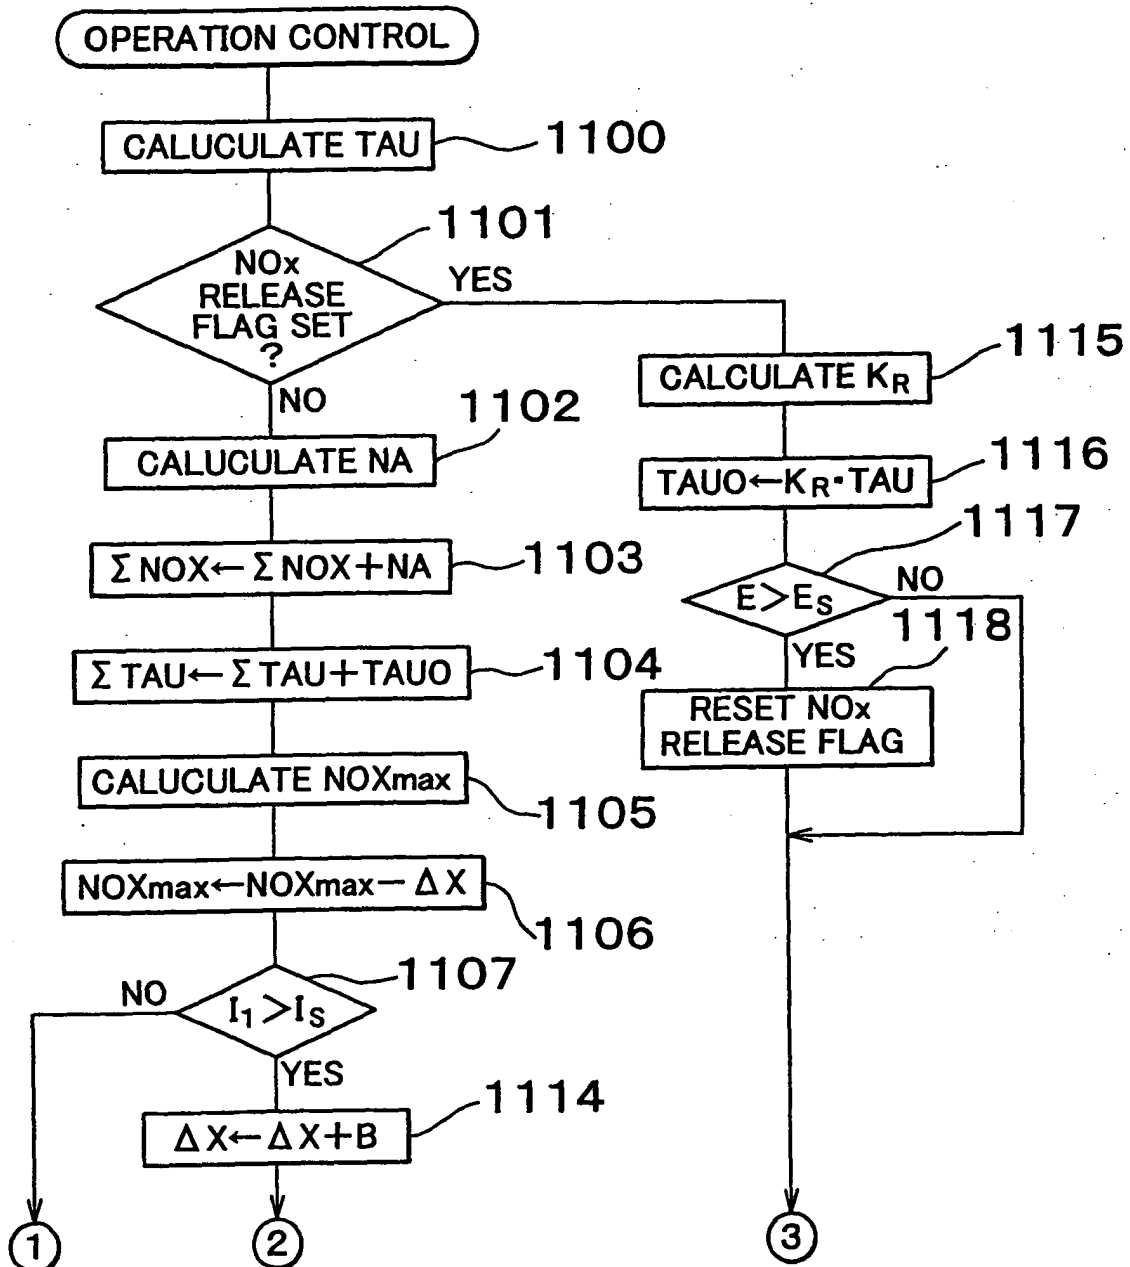 OPERATION CONTROL
CALUCULATE TAU
1100
1101
NOx
RELEASE
FLAG SET
?
YES
NO
1102
CALUCULATE NA
ΣNOX←ΣNOX+NA
1103
ΣTAU←ΣTAU+TAUO
1104
CALUCULATE NOXmax
1105
NOXmax←NOXmax−ΔX
1106
1107
I1>IS
NO
YES
ΔX←ΔX+B
1114
1
2
CALCULATE KR
1115
TAUO←KR·TAU
1116
1117
E>ES
NO
YES
1118
RESET NOx
RELEASE FLAG
3